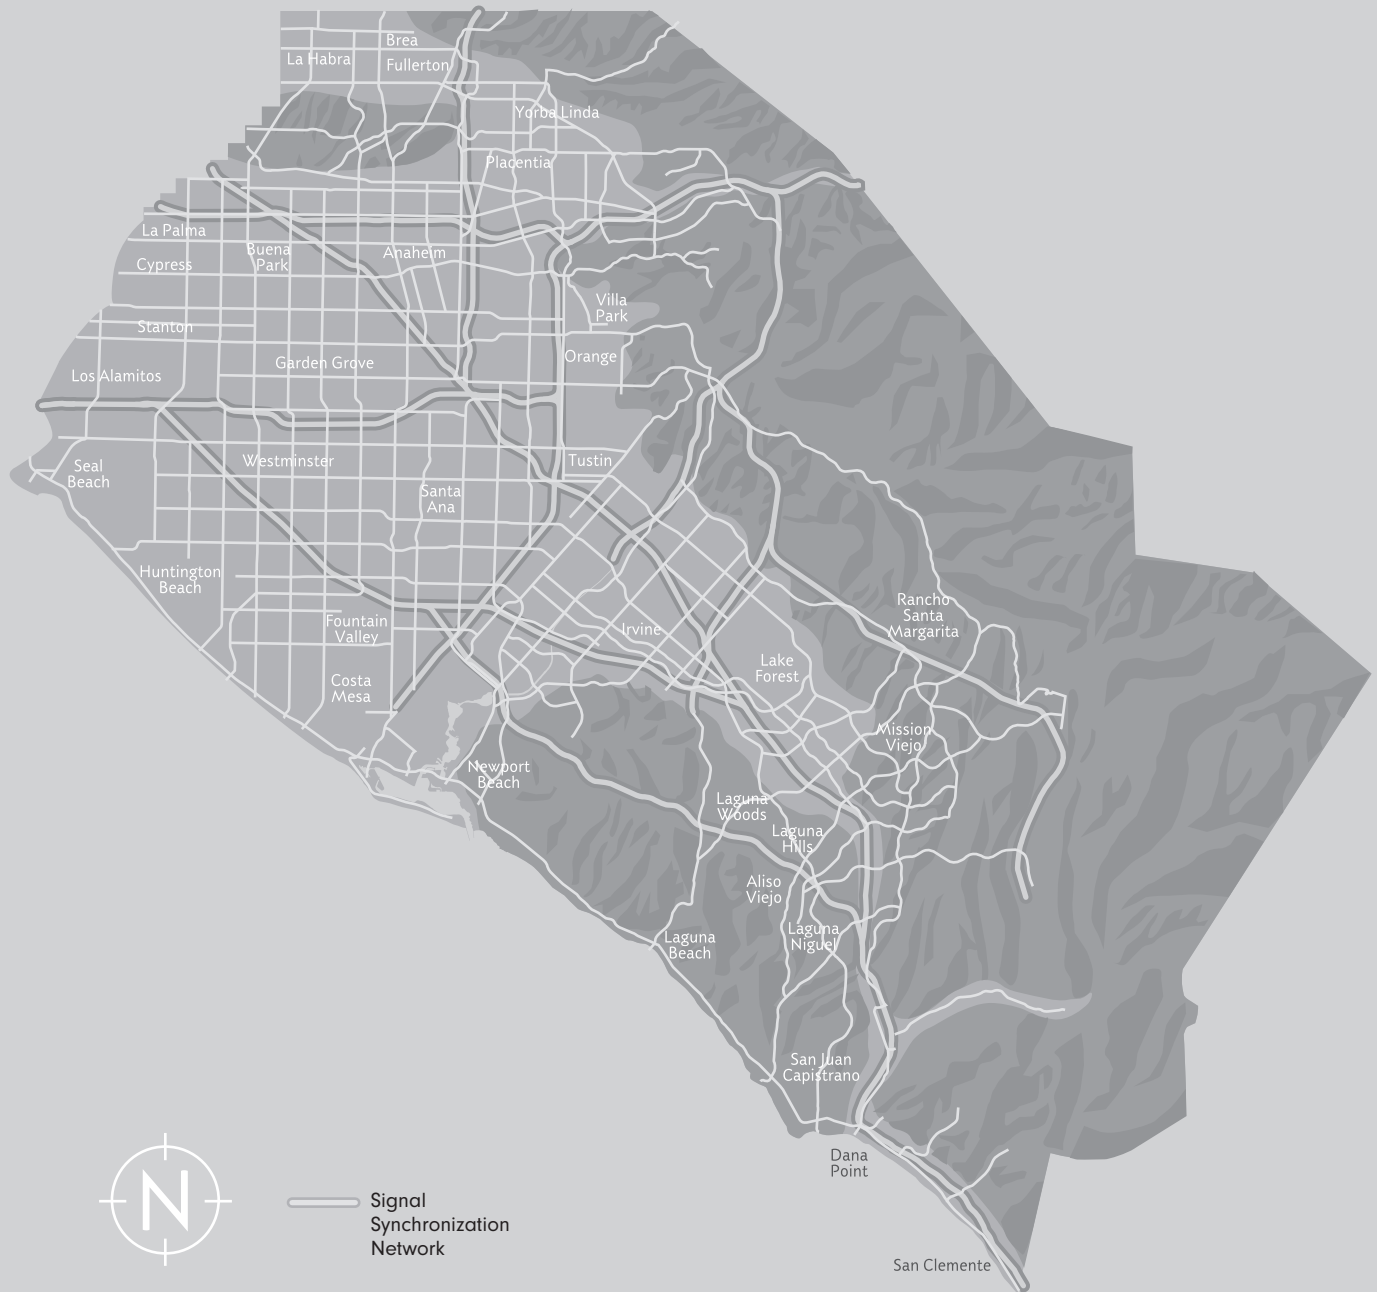 Brea
La Habra
Fullerton
Yorba Linda
Placentia
La Palma
Buena
Park
Anaheim
Cypress
Villa
Park
Stanton
Orange
Garden Grove
Los Alamitos
Westminster
Tustin
Seal
Beach
Santa
Ana
Huntington
Beach
Rancho
Santa
Margarita
Fountain
Valley
Irvine
Lake
Forest
Costa
Mesa
Mission
Viejo
Newport
Beach
Laguna
Woods
Laguna
Hills
Aliso
Viejo
Laguna
Niguel
Laguna
Beach
San Juan
Capistrano
Dana
Point
N
Signal
Synchronization
Network
San Clemente